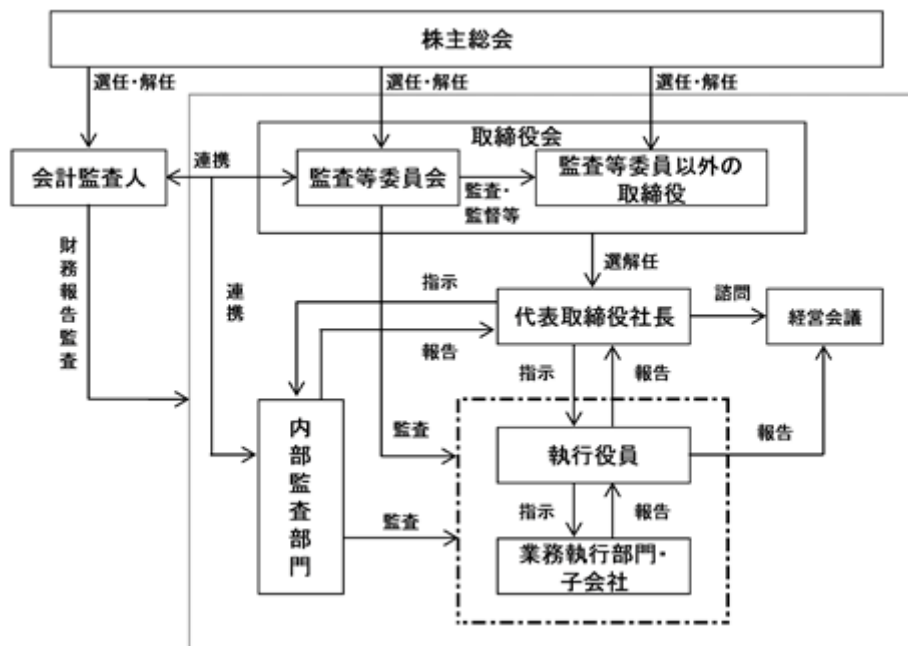 株主総会
選任・解任
選任・解任
選任・解任
取締役会
会計監査人
連携
監査等委員会
監査・
監督等
監査等委員以外の
取締役
財務報告監査
連携
選解任
指示
代表取締役社長
諮問
経営会議
報告
指示
報告
内部監査部門
監査
執行役員
報告
指示
報告
監査
業務執行部門・
子会社